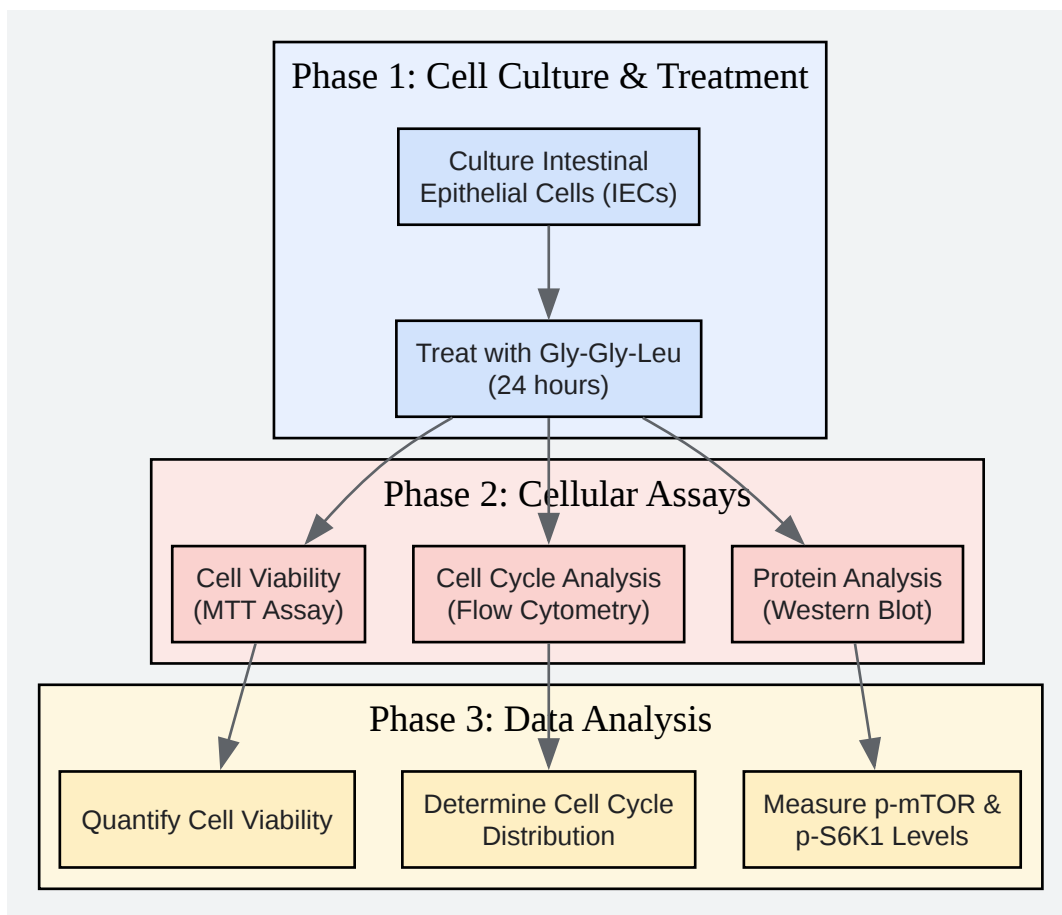 Phase 1: Cell Culture & Treatment
Culture Intestinal
Epithelial Cells (IECs)
Treat with Gly-Gly-Leu
(24 hours)
Phase 2: Cellular Assays
Cell Viability
(MTT Assay)
Cell Cycle Analysis
(Flow Cytometry)
Protein Analysis
(Western Blot)
Phase 3: Data Analysis
Quantify Cell Viability
Determine Cell Cycle
Distribution
Measure p-mTOR &
p-S6K1 Levels